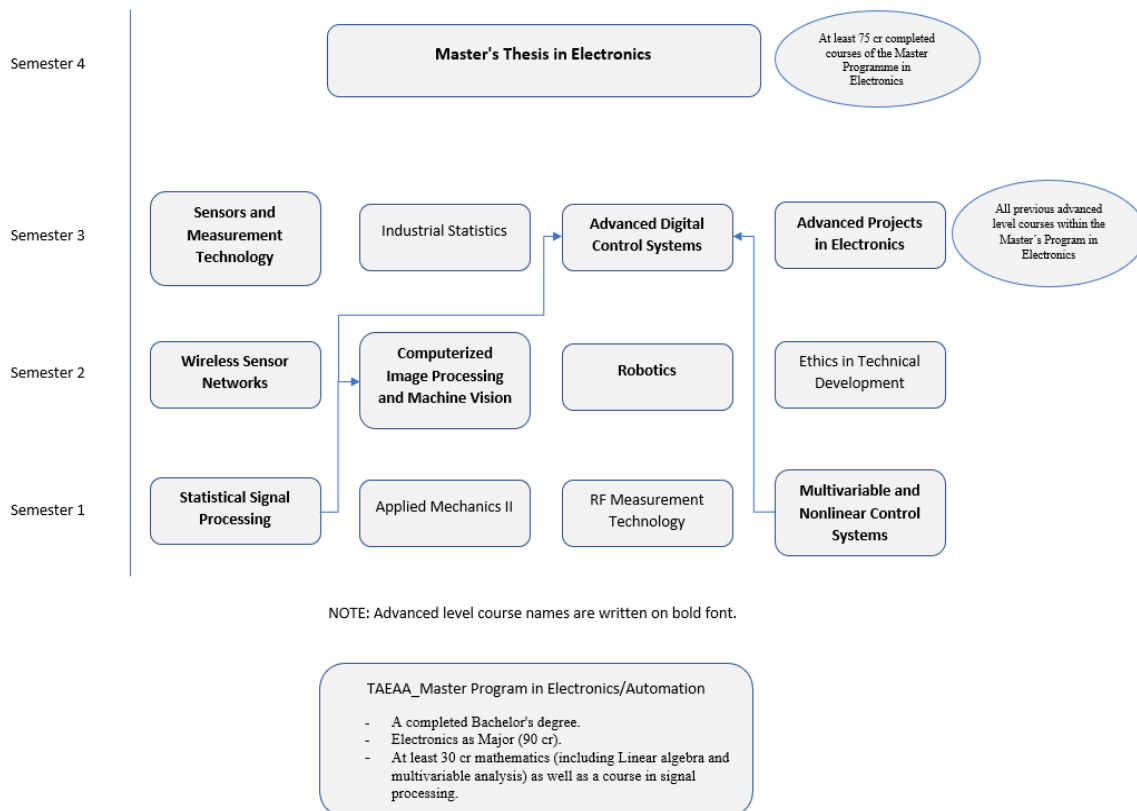 Semester 4
Master's Thesis in Electronics
At least 75 cr completed
courses of the Master
Programme in
Electronics
Semester 3
Sensors and
Measurement
Technology
Industrial Statistics
Advanced Digital
Control Systems
Advanced Projects
in Electronics
All previous advanced
level courses within the
Master´s Program in
Electronics
Semester 2
Wireless Sensor
Networks
Computerized
Image Processing
and Machine Vision
Robotics
Ethics in Technical
Development
Semester 1
Statistical Signal
Processing
Applied Mechanics II
RF Measurement
Technology
Multivariable and
Nonlinear Control
Systems
NOTE: Advanced level course names are written on bold font.
TAEAA_Master Program in Electronics/Automation
- A completed Bachelor's degree.
- Electronics as Major (90 cr).
- At least 30 cr mathematics (including Linear algebra and
multivariable analysis) as well as a course in signal
processing.